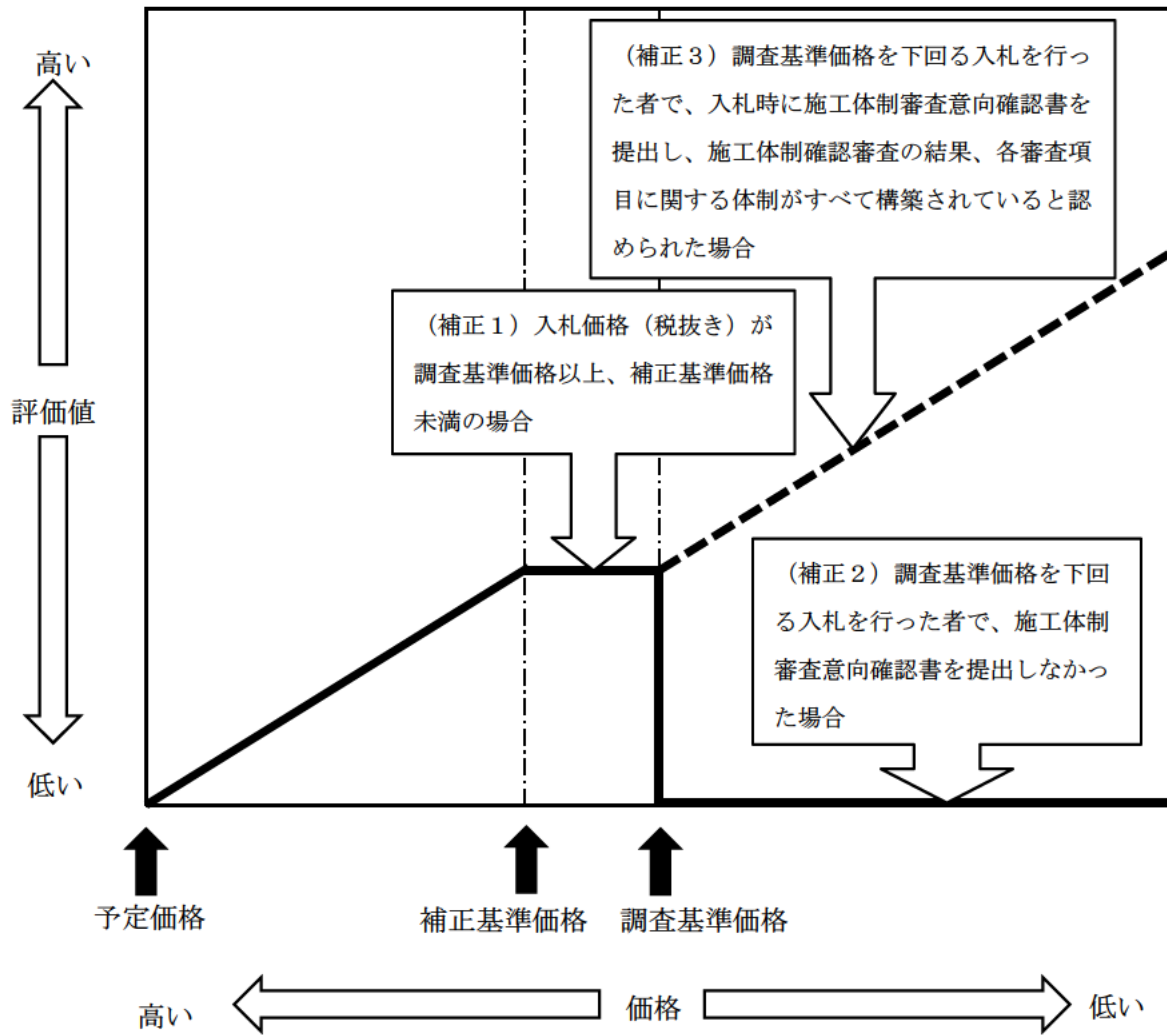 高い
評価値
低い
（補正３）調査基準価格を下回る入札を行っ
た者で、入札時に施工体制審査意向確認書を
提出し、施工体制確認審査の結果、各審査項
目に関する体制がすべて構築されていると認
められた場合
（補正１）入札価格（税抜き）が
調査基準価格以上、補正基準価格
未満の場合
（補正２）調査基準価格を下回
る入札を行った者で、施工体制
審査意向確認書を提出しなかっ
た場合
予定価格
補正基準価格
調査基準価格
高い
価格
低い